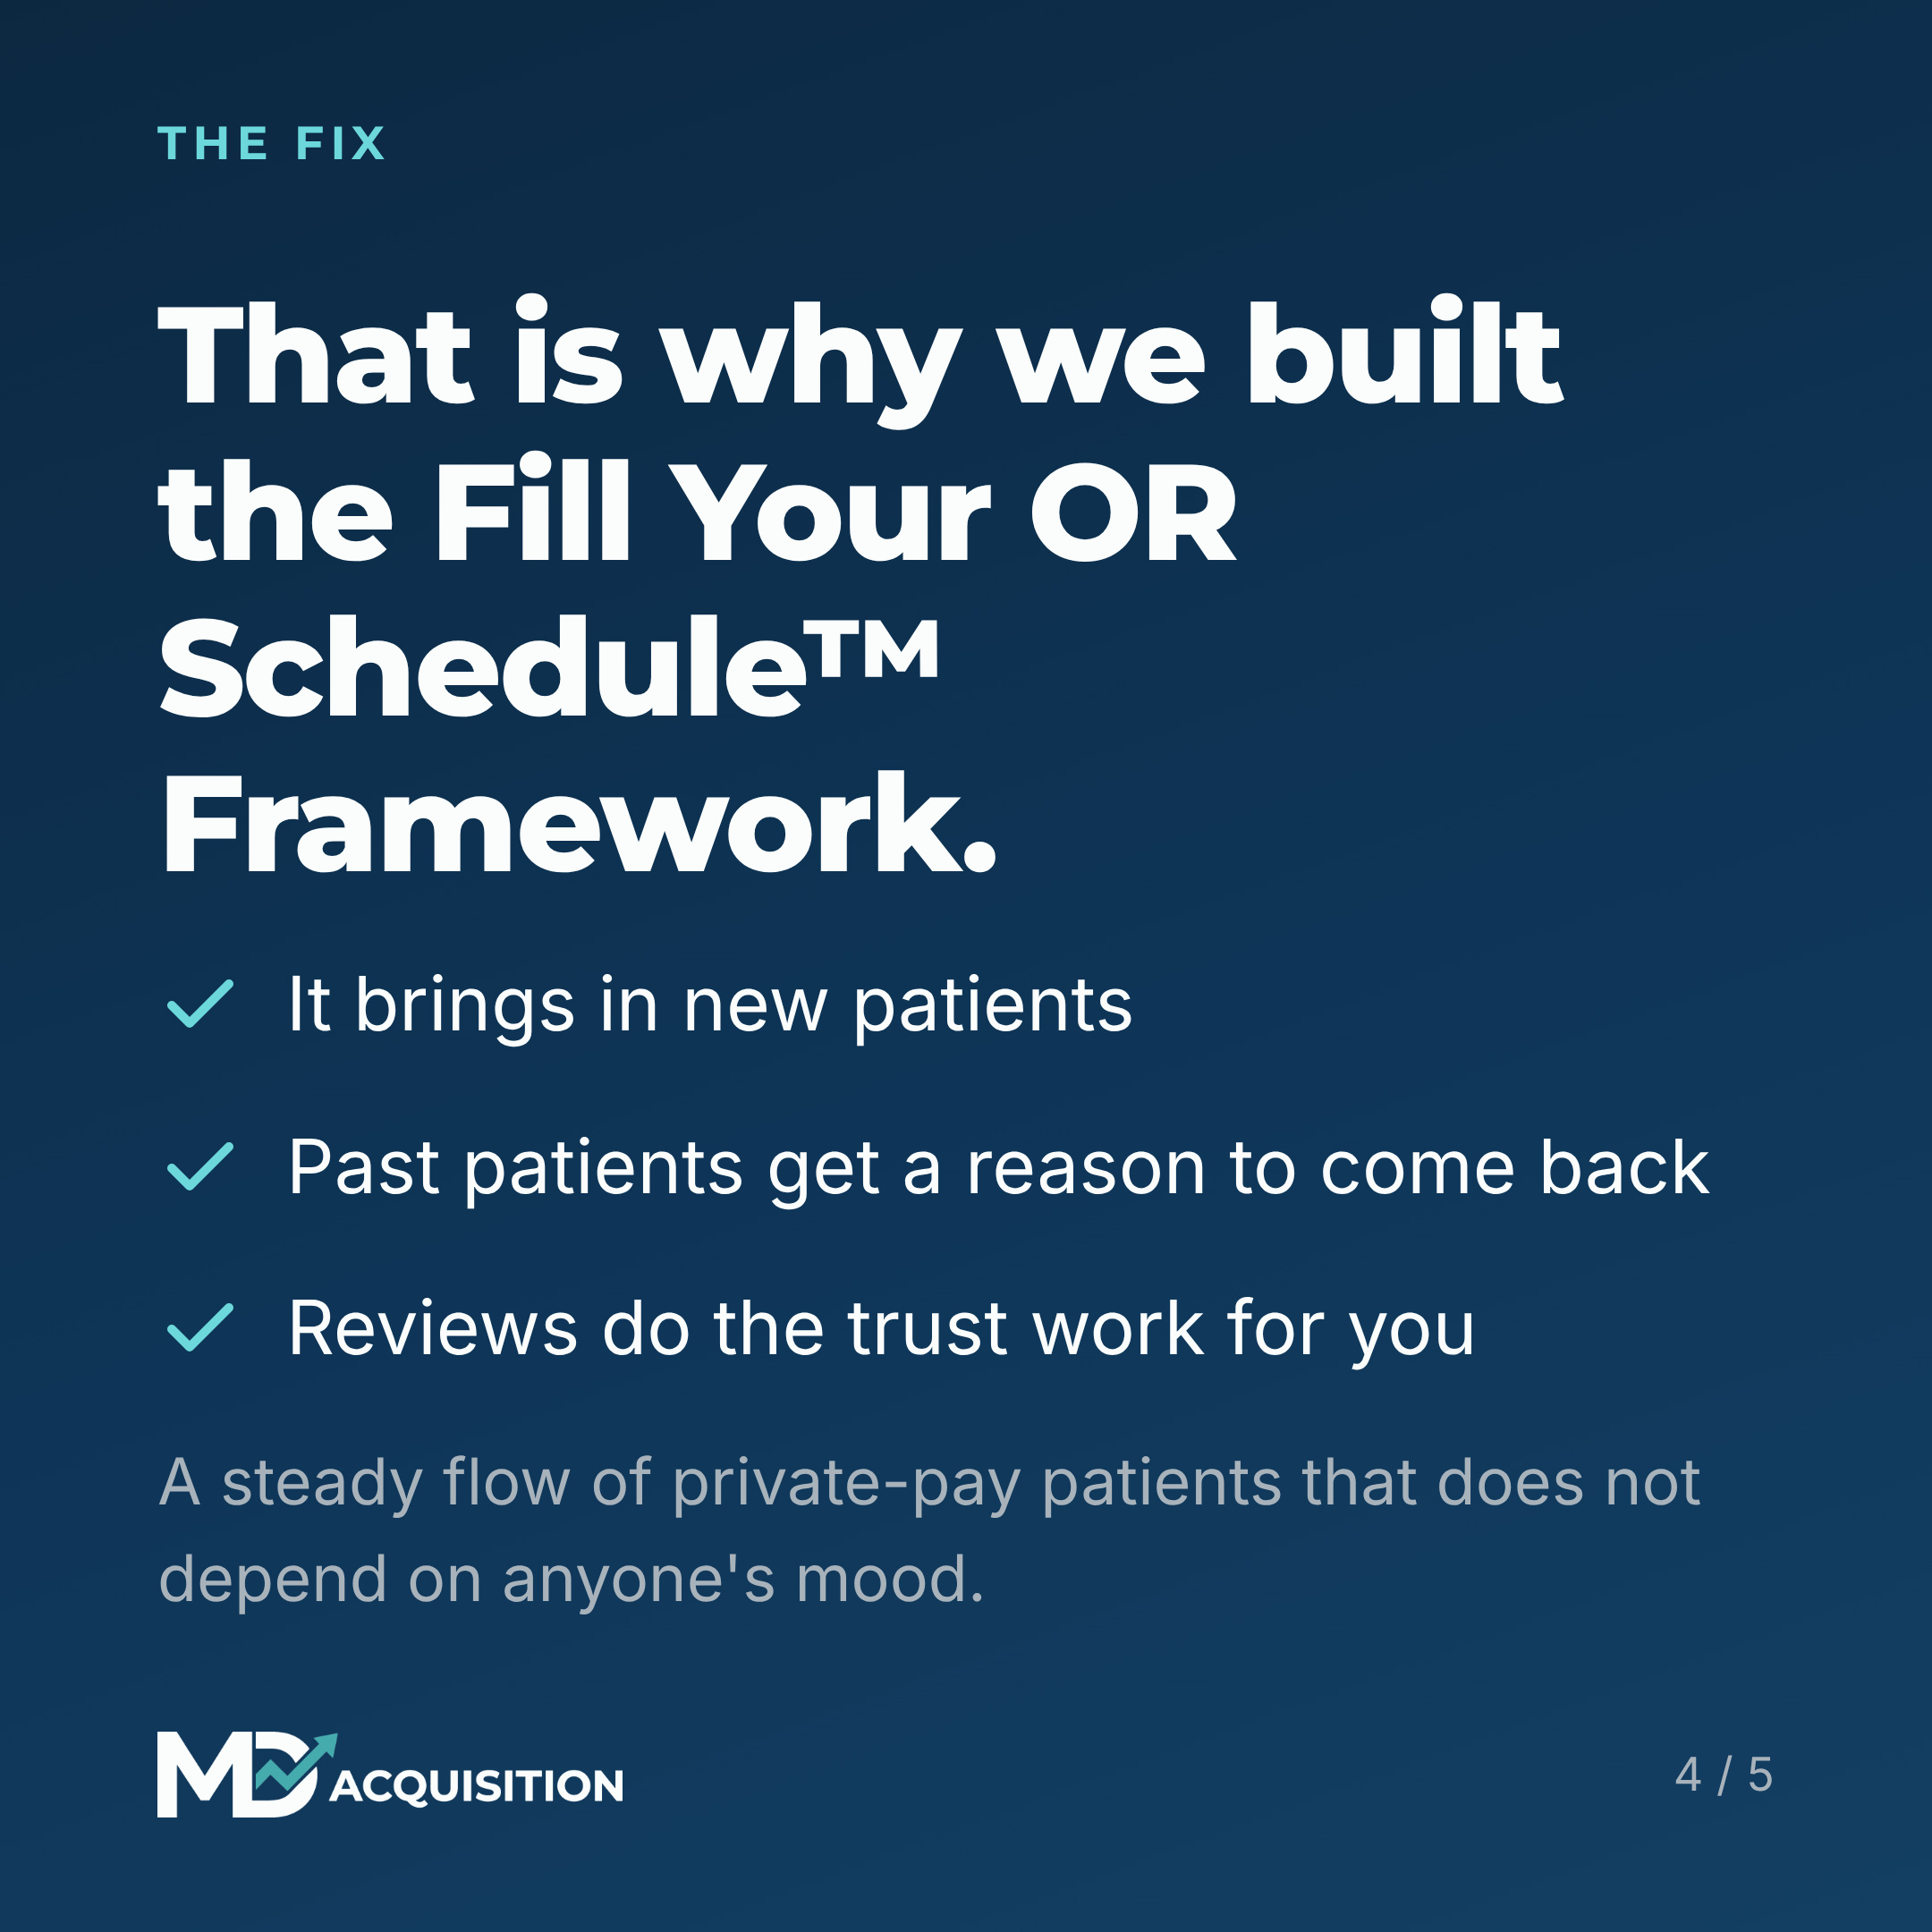 THE FIX
That is why we built
the Fill Your OR
Schedule™
Framework.
It brings in new patients
Past patients get a reason to come back
Reviews do the trust work for you
A steady flow of private-pay patients that does not
depend on anyone's mood.
MD ACQUISITION
4 / 5